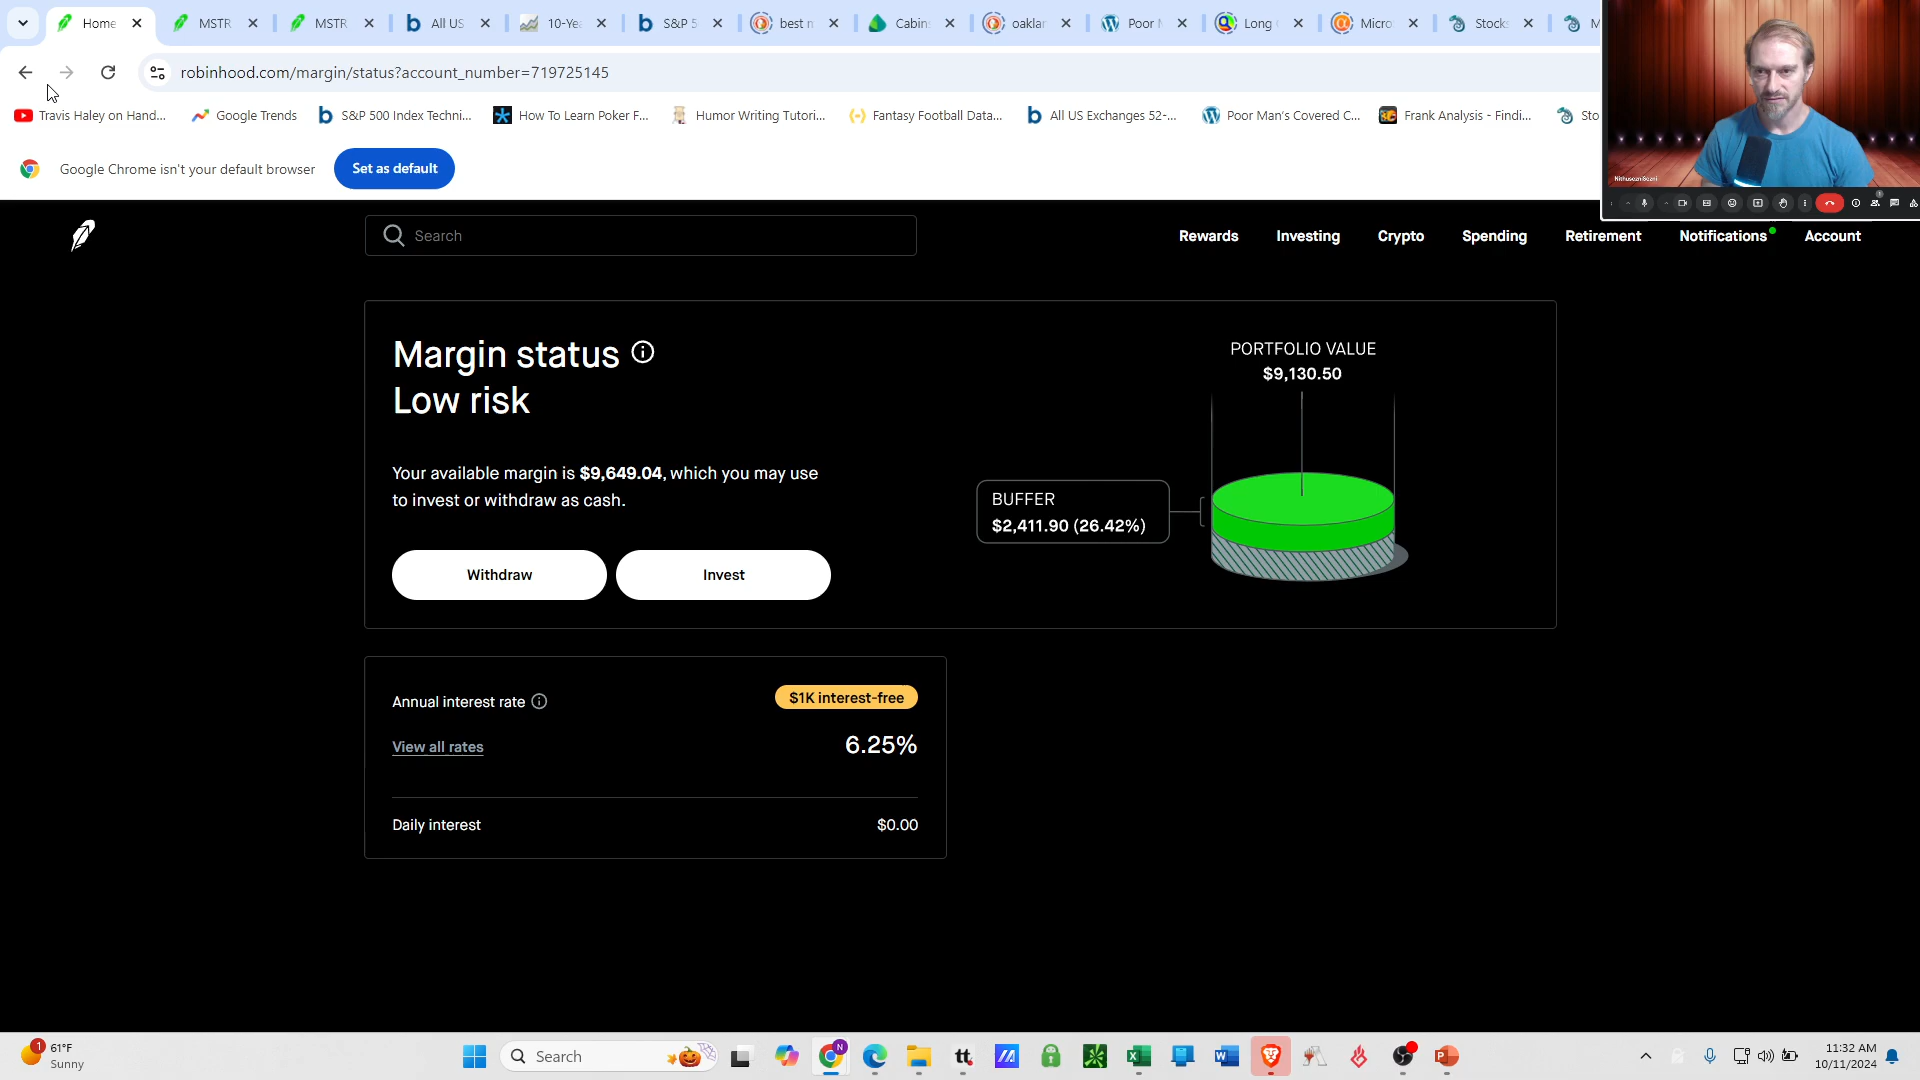 Home
MSTR
MSTR
All US
10-Ye
S&P 5
best n
Cabin
oaklar
Poor M
Long
Micro
Stock
M
robinhood.com/margin/status?account_number=719725145
Travis Haley on Hand...
Google Trends
S&P 500 Index Techni...
How To Learn Poker F...
Humor Writing Tutori...
Fantasy Football Data...
All US Exchanges 52-...
Poor Man's Covered C...
Frank Analysis - Findi...
Sto
Google Chrome isn't your default browser
Set as default
Search
Rewards
Investing
Crypto
Spending
Retirement
Notifications
Account
Margin status
Low risk
Your available margin is $9,649.04, which you may use
to invest or withdraw as cash.
Withdraw
Invest
PORTFOLIO VALUE
$9,130.50
BUFFER
$2,411.90 (26.42%)
Annual interest rate
$1K interest-free
View all rates
6.25%
Daily interest
$0.00
1
61°F
Sunny
Search
N
11:32 AM
10/11/2024